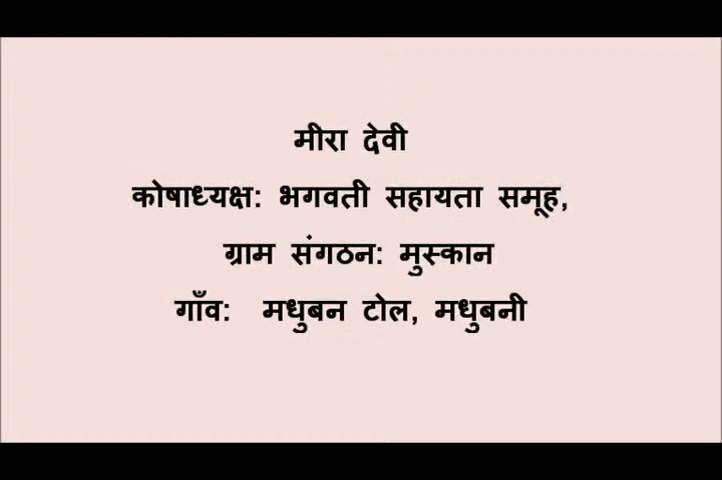 मीरा देवी
कोषाध्यक्ष: भगवती सहायता समूह,
ग्राम संगठन: मुस्कान
गाँव: मधुबन टोल, मधुबनी